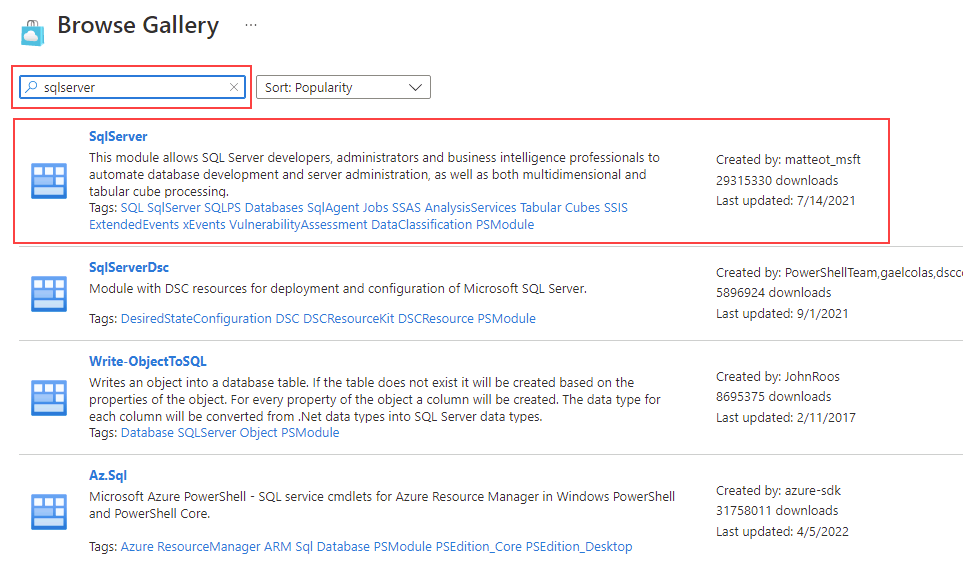 Browse Gallery ...
sqlserver
Sort: Popularity
SqlServer
This module allows SQL Server developers, administrators and business intelligence professionals to
automate database development and server administration, as well as both multidimensional and
tabular cube processing.
Tags: SQL SqlServer SQLPS Databases SqlAgent Jobs SSAS AnalysisServices Tabular Cubes SSIS
ExtendedEvents xEvents VulnerabilityAssessment DataClassification PSModule
Created by: matteot_msft
29315330 downloads
Last updated: 7/14/2021
SqlServerDsc
Module with DSC resources for deployment and configuration of Microsoft SQL Server.
Tags: DesiredStateConfiguration DSC DSCResourceKit DSCResource PSModule
Created by: PowerShellTeam,gaelcolas,dscco
5896924 downloads
Last updated: 9/1/2021
Write-ObjectToSQL
Writes an object into a database table. If the table does not exist it will be created based on the
properties of the object. For every property of the object a column will be created. The data type for
each column will be converted from .Net data types into SQL Server data types.
Tags: Database SQLServer Object PSModule
Created by: JohnRoos
8695375 downloads
Last updated: 2/11/2017
Az.Sql
Microsoft Azure PowerShell - SQL service cmdlets for Azure Resource Manager in Windows PowerShell
and PowerShell Core.
Tags: Azure ResourceManager ARM Sql Database PSModule PSEdition_Core PSEdition_Desktop
Created by: azure-sdk
31758011 downloads
Last updated: 4/5/2022